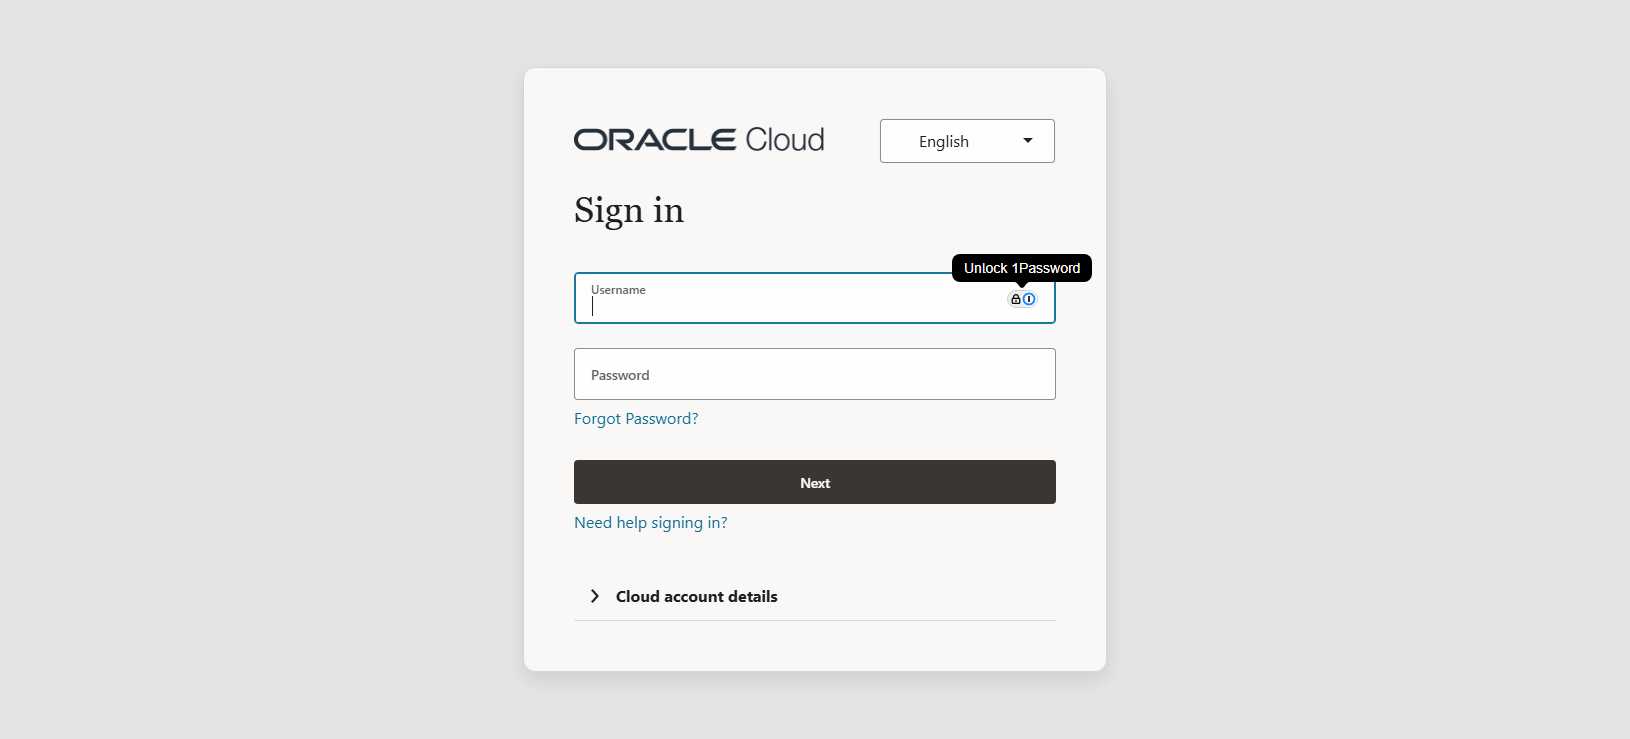 ORACLE Cloud
English
Sign in
Unlock 1Password
Username
Password
Forgot Password?
Next
Need help signing in?
Cloud account details